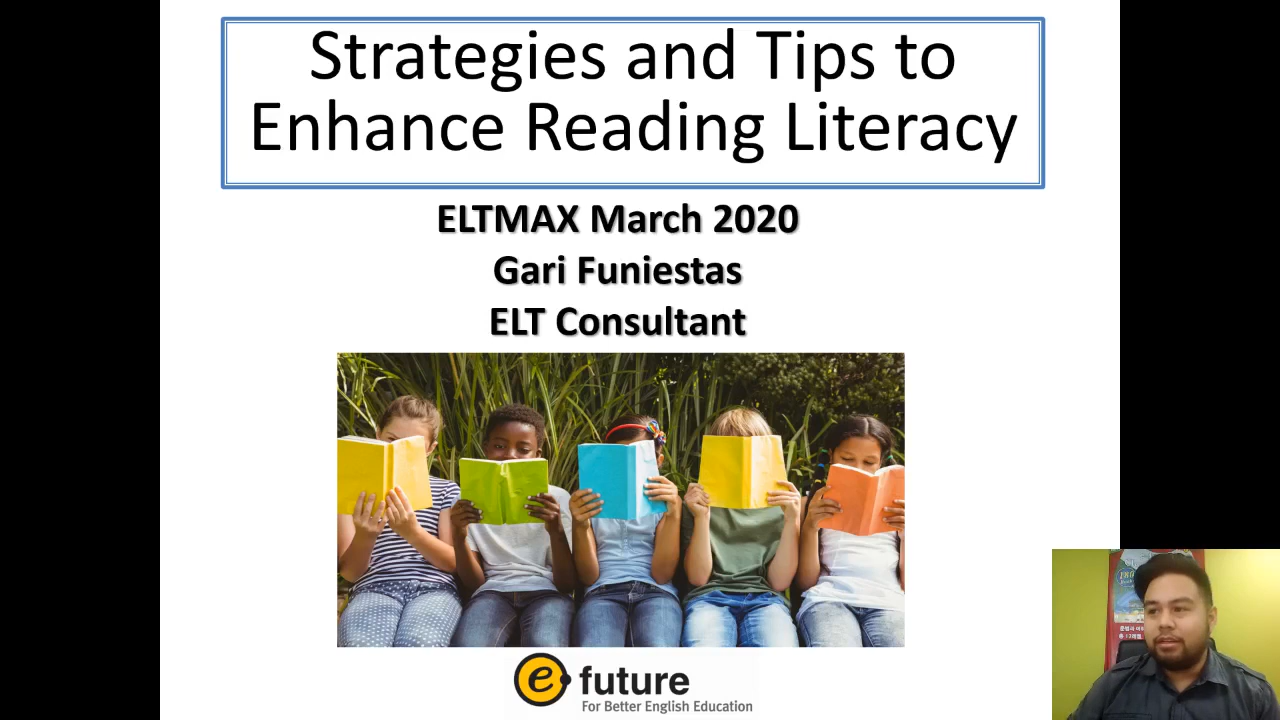 Strategies and Tips to
Enhance Reading Literacy
ELTMAX March 2020
Gari Funiestas
ELT Consultant
e future
For Better English Education